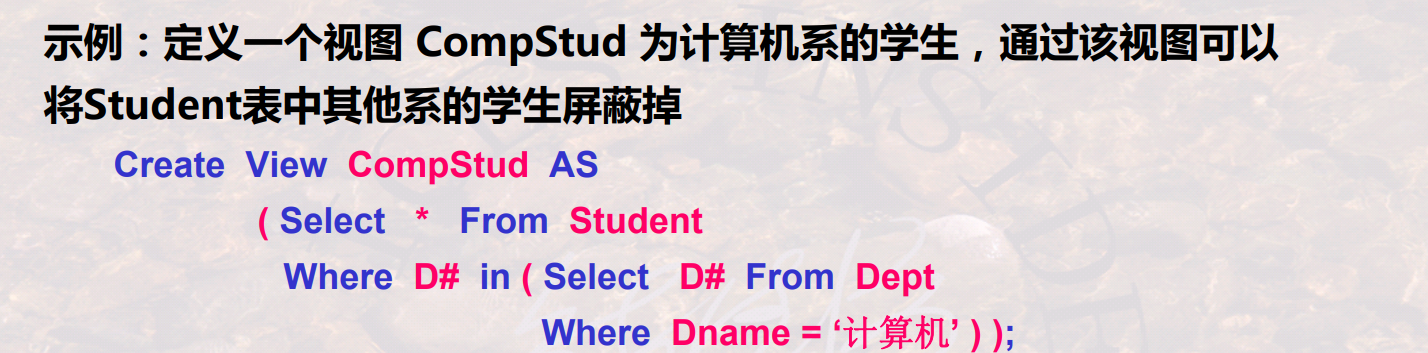 示例：定义一个视图 CompStud 为计算机系的学生，通过该视图可以
将Student表中其他系的学生屏蔽掉
Create View CompStud AS
( Select * From Student
Where D# in ( Select D# From Dept
Where Dname = ‘计算机’ ) );